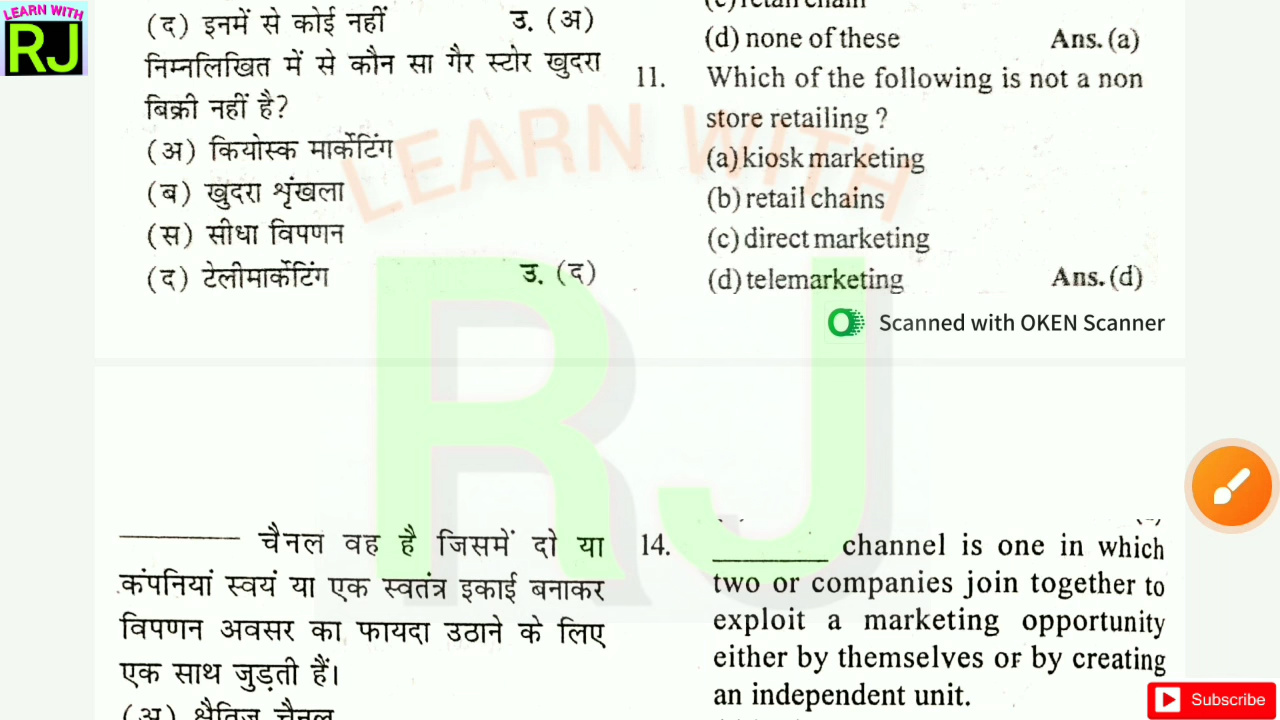 LEARN WITH
RJ
(द) इनमें से कोई नहीं उ. (अ)
निम्नलिखित में से कौन सा गैर स्टोर खुदरा
बिक्री नहीं है?
(अ) कियोस्क मार्केटिंग
(ब) खुदरा शृंखला
(स) सीधा विपणन
(द) टेलीमार्केटिंग उ. (द)
(d) none of these Ans. (a)
11. Which of the following is not a non
store retailing ?
(a) kiosk marketing
(b) retail chains
(c) direct marketing
(d) telemarketing Ans. (d)
Scanned with OKEN Scanner
LEARN WITH
RJ
________ चैनल वह है जिसमें दो या
कंपनियां स्वयं या एक स्वतंत्र इकाई बनाकर
विपणन अवसर का फायदा उठाने के लिए
एक साथ जुड़ती हैं।
(अ) क्षैतिज चैनल
14. ________ channel is one in which
two or companies join together to
exploit a marketing opportunity
either by themselves or by creating
an independent unit.
Subscribe